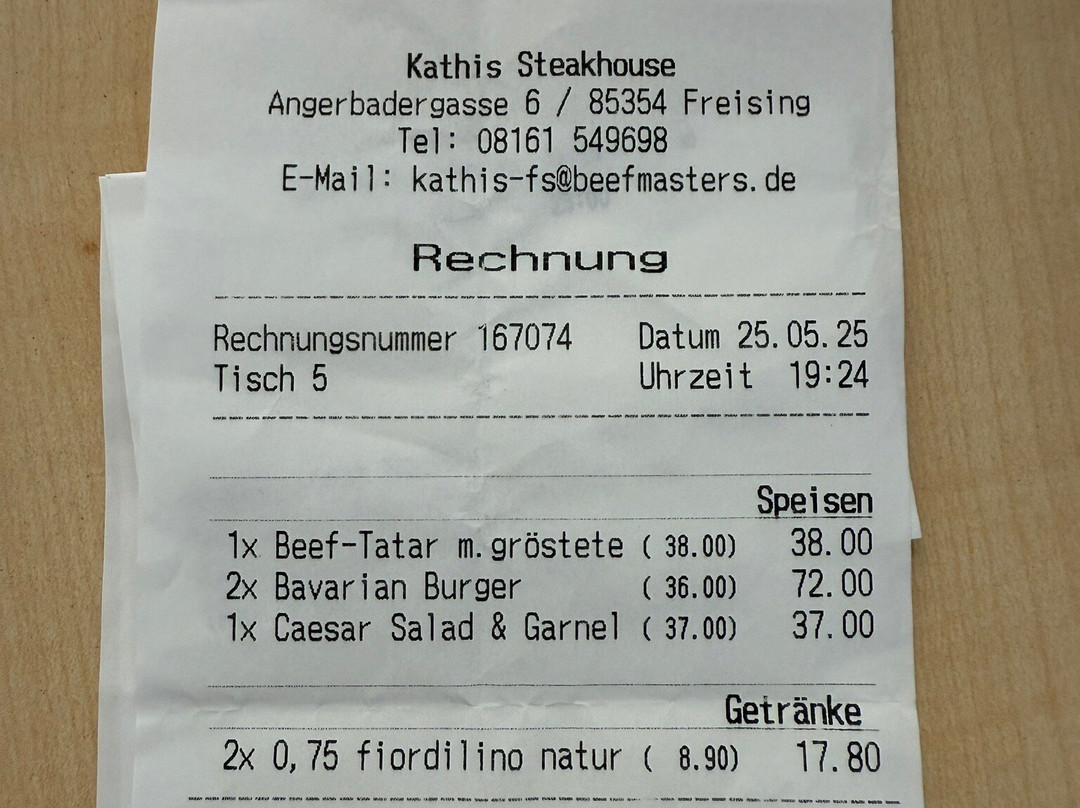 Kathis Steakhouse
Angerbadergasse 6 / 85354 Freising
Tel: 08161 549698
E-Mail: kathis-fs@beefmasters.de
Rechnung
Rechnungsnummer 167074 Datum 25.05.25
Tisch 5 Uhrzeit 19:24
Speisen
1x Beef-Tatar m.gröstete ( 38.00) 38.00
2x Bavarian Burger ( 36.00) 72.00
1x Caesar Salad & Garnel ( 37.00) 37.00
Getränke
2x 0,75 fiordilino natur ( 8.90) 17.80